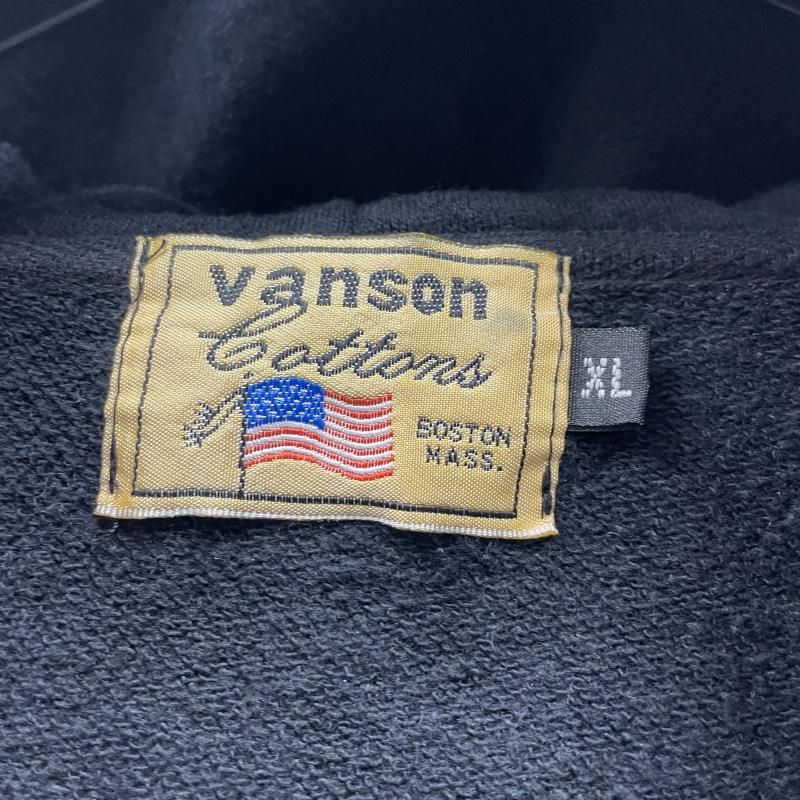 vanson
Cottons
BOSTON
MASS.
XL